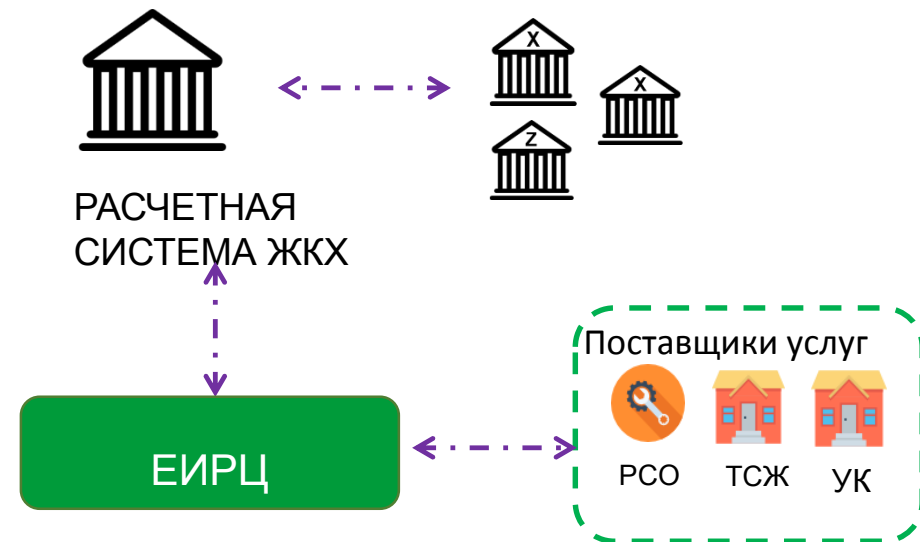 X
X
Z
РАСЧЕТНАЯ
СИСТЕМА ЖКХ
Поставщики услуг
РСО ТСЖ УК
ЕИРЦ